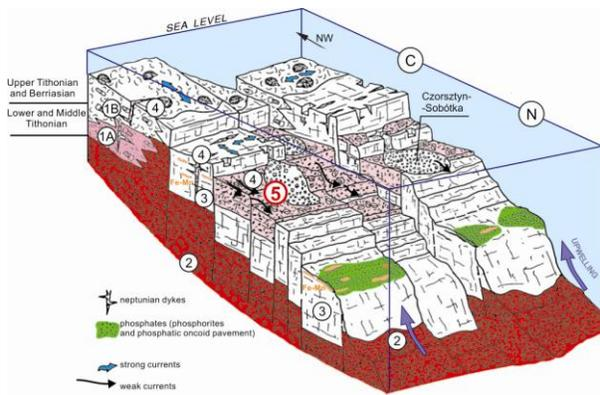 SEA LEVEL
NW
C
N
Upper Tithonian
and Berriasian
Lower and Middle
Tithonian
1B
4
1A
Czorsztyn-
-Sobótka
4
4
5
Fe-Mn
3
2
UPWELLING
Fe-Mn
3
2
neptunian dykes
phosphates (phosphorites
and phosphatic oncoid pavement)
strong currents
weak currents